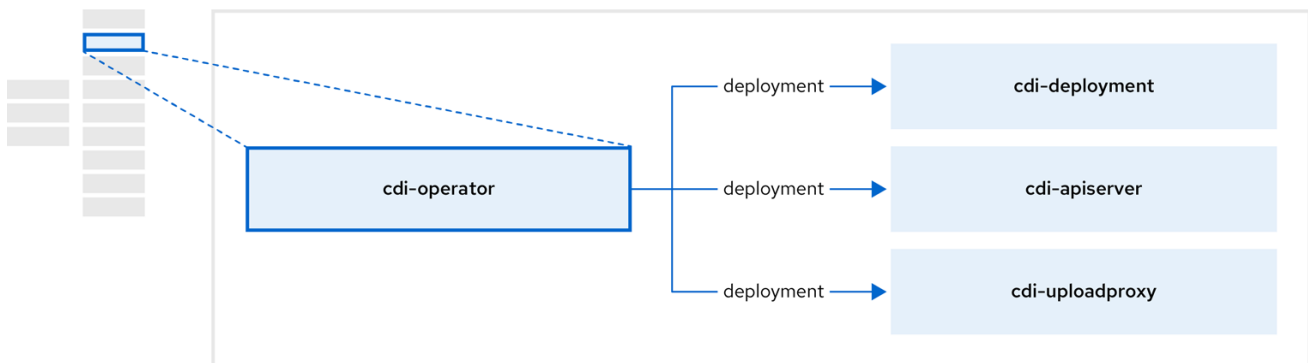 deployment
cdi-deployment
cdi-operator
deployment
cdi-apiserver
deployment
cdi-uploadproxy